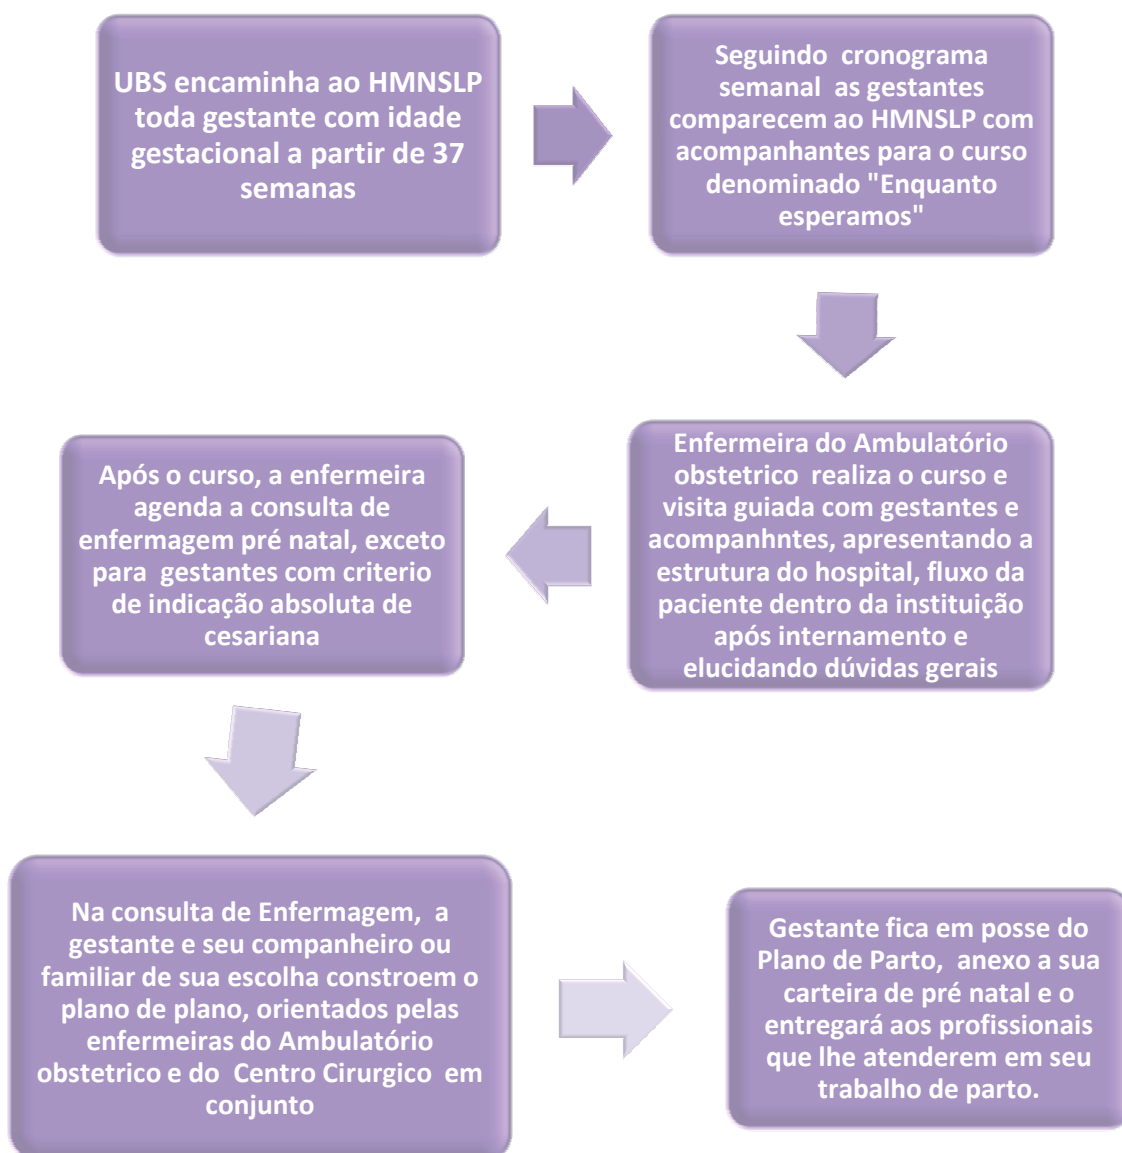 UBS encaminha ao HMNSLP
toda gestante com idade
gestacional a partir de 37
semanas
Seguindo cronograma
semanal as gestantes
comparecem ao HMNSLP com
acompanhantes para o curso
denominado "Enquanto
esperamos"
Enfermeira do Ambulatório
obstetrico realiza o curso e
visita guiada com gestantes e
acompanhntes, apresentando a
estrutura do hospital, fluxo da
paciente dentro da instituição
após internamento e
elucidando dúvidas gerais
Após o curso, a enfermeira
agenda a consulta de
enfermagem pré natal, exceto
para gestantes com criterio
de indicação absoluta de
cesariana
Na consulta de Enfermagem, a
gestante e seu companheiro ou
familiar de sua escolha constroem o
plano de plano, orientados pelas
enfermeiras do Ambulatório
obstetrico e do Centro Cirurgico em
conjunto
Gestante fica em posse do
Plano de Parto, anexo a sua
carteira de pré natal e o
entregará aos profissionais
que lhe atenderem em seu
trabalho de parto.